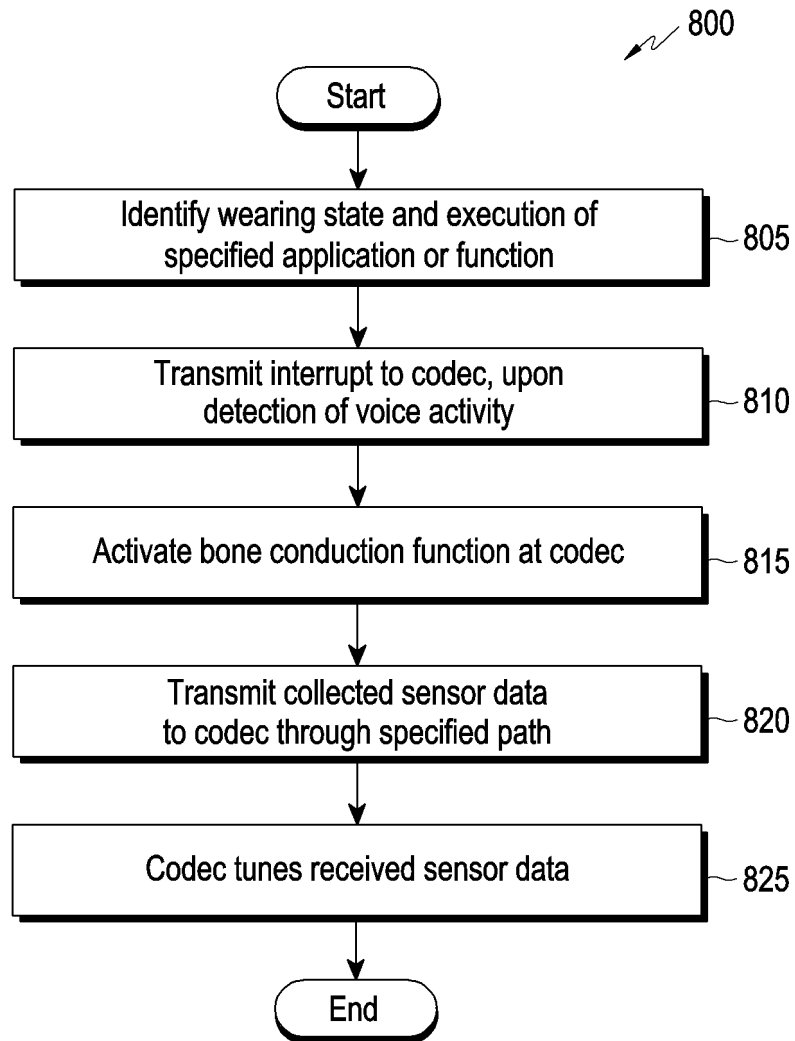 800
Start
Identify wearing state and execution of
specified application or function
805
Transmit interrupt to codec, upon
detection of voice activity
810
Activate bone conduction function at codec
815
Transmit collected sensor data
to codec through specified path
820
Codec tunes received sensor data
825
End